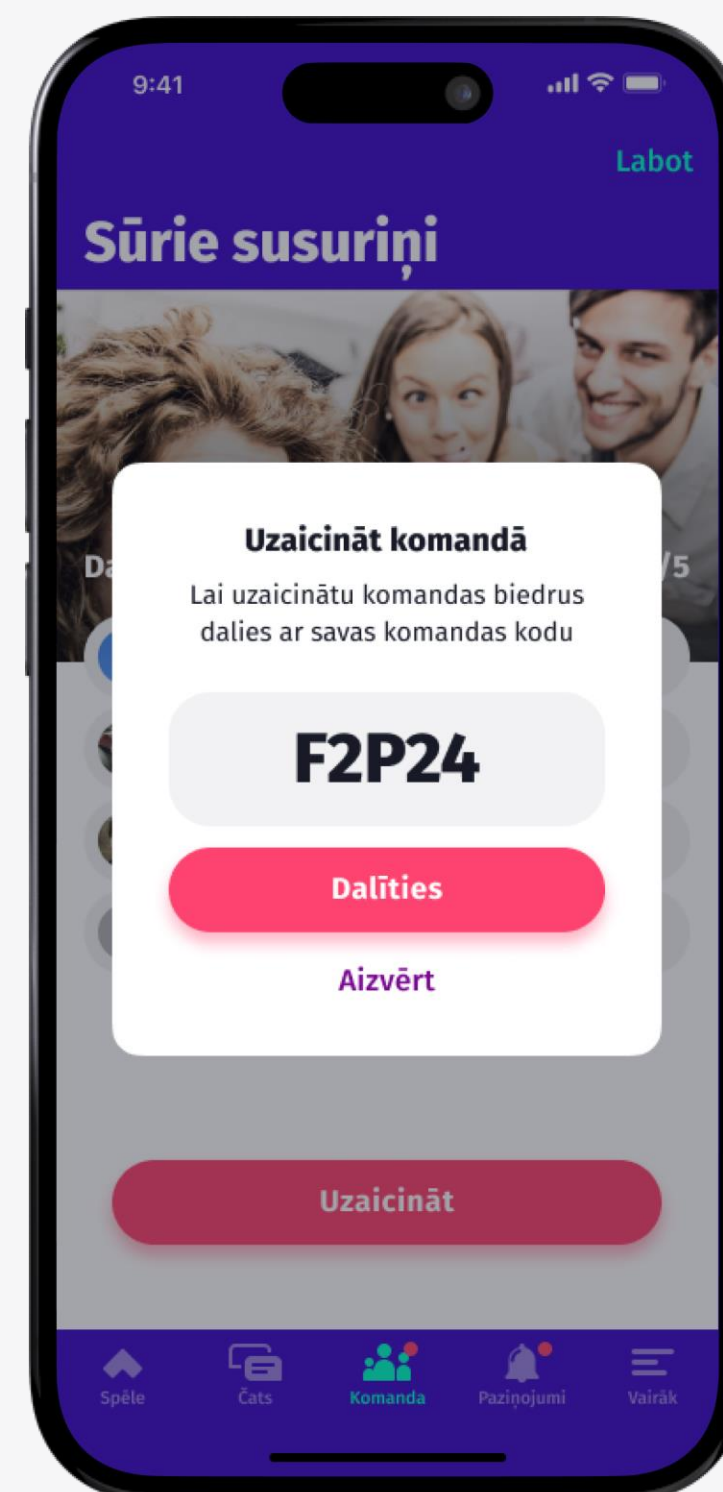 9:41
Labot
Sūrie susuriņi
/5
Uzaicināt komandā
Lai uzaicinātu komandas biedrus
dalies ar savas komandas kodu
F2P24
Dalīties
Aizvērt
Uzaicināt
Spēle Čats Komanda Paziņojumi Vairāk